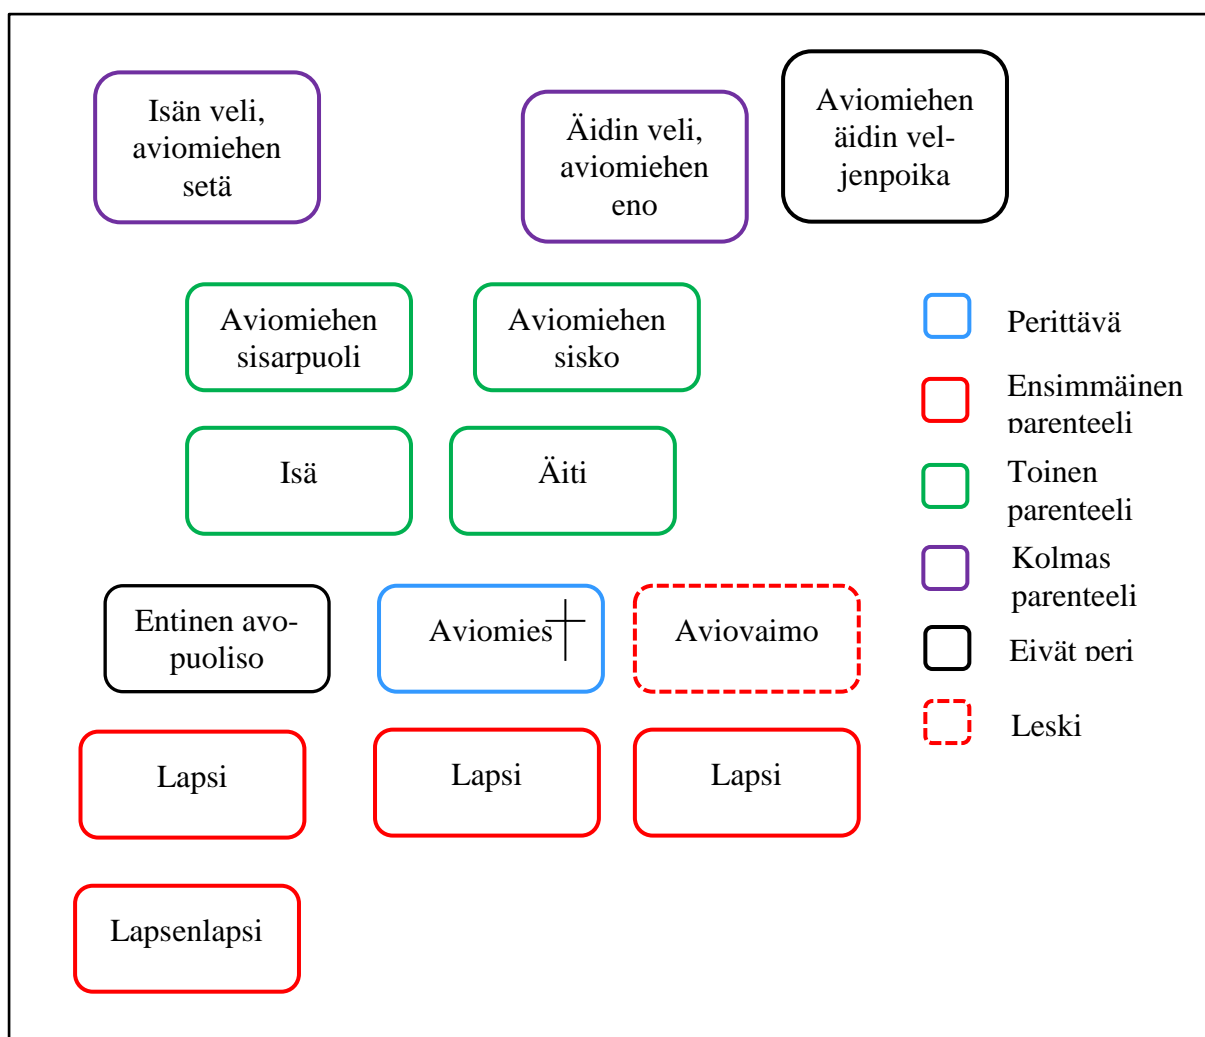 Isän veli,
aviomiehen
setä
Äidin veli,
aviomiehen
eno
Aviomiehen
äidin vel-
jenpoika
Aviomiehen
sisarpuoli
Aviomiehen
sisko
Isä
Äiti
Entinen avo-
puoliso
Aviomies
Aviovaimo
Lapsi
Lapsi
Lapsi
Lapsenlapsi
Perittävä
Ensimmäinen
parenteeli
Toinen
parenteeli
Kolmas
parenteeli
Eivät peri
Leski